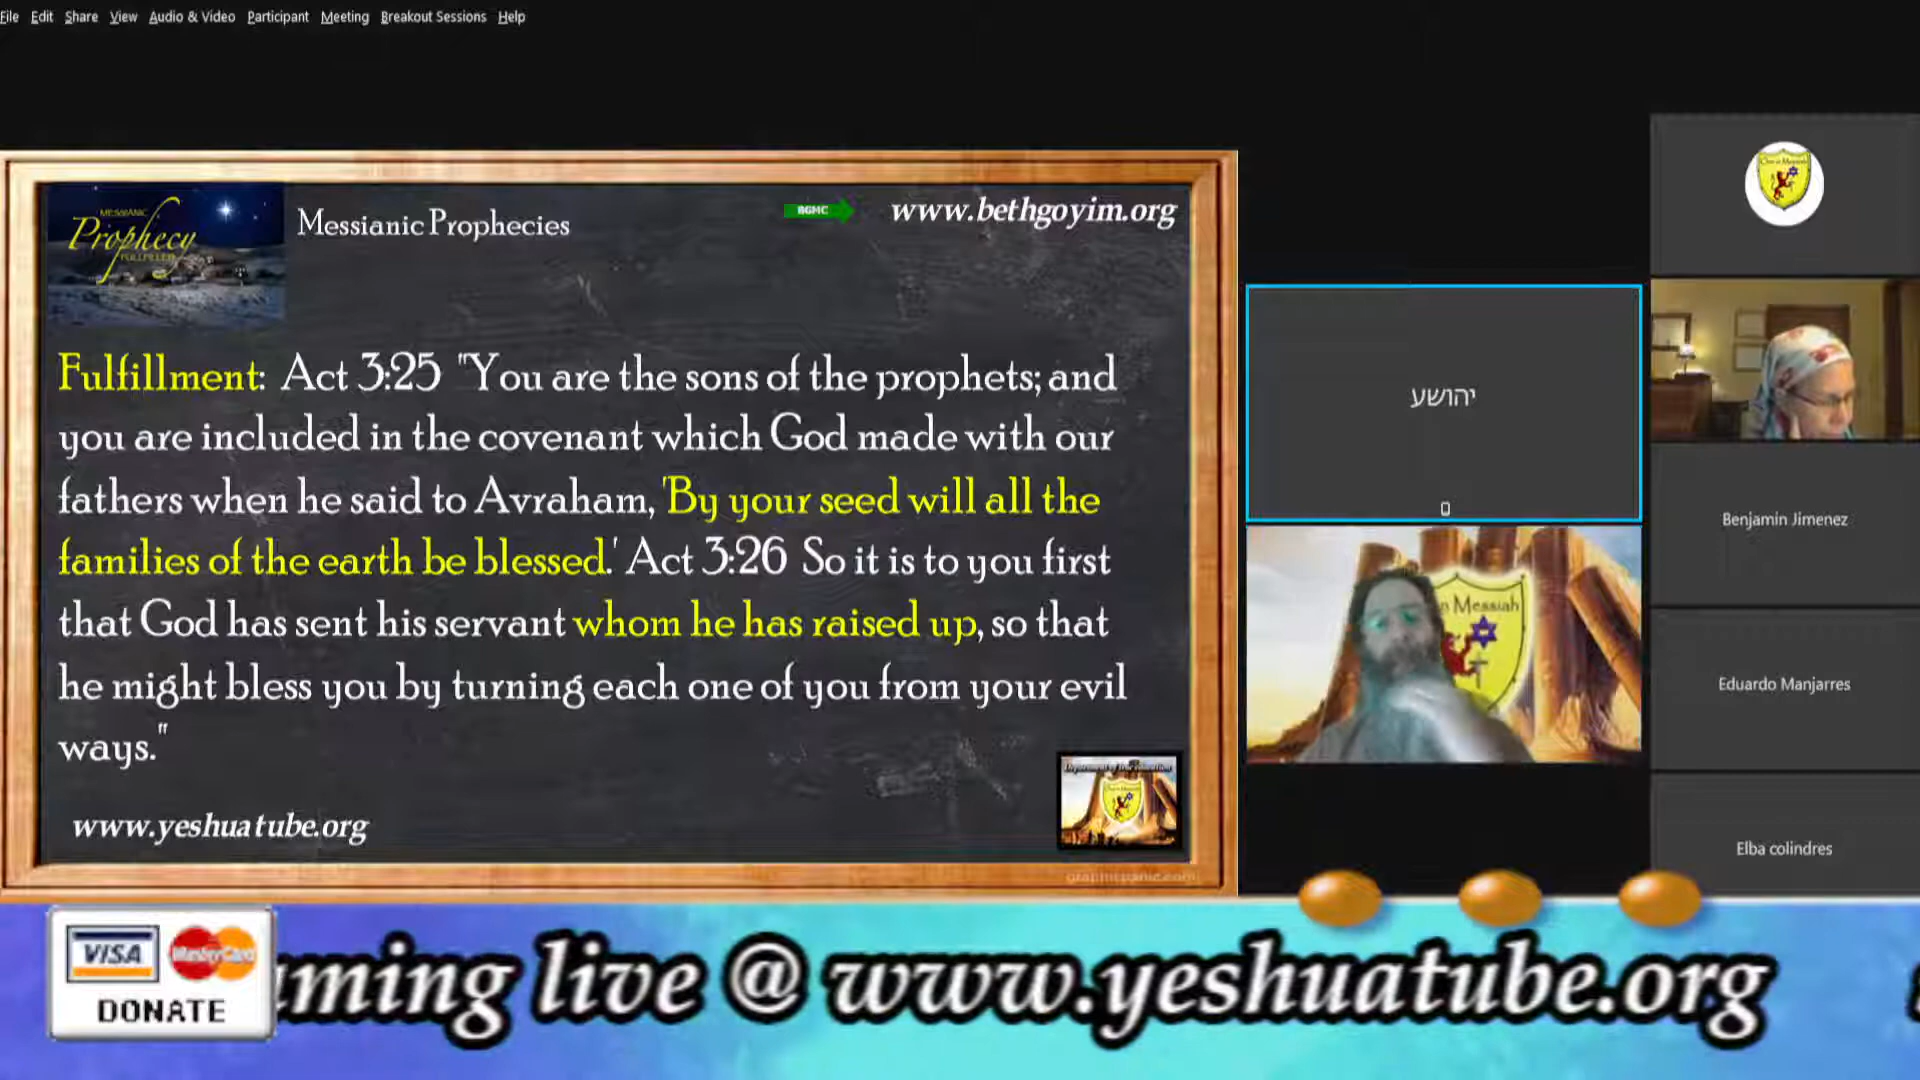 File Edit Share View Audio & Video Participant Meeting Breakout Sessions Help
MESSIANIC
Prophecy
FULFILLED
Messianic Prophecies
BGMC
www.bethgoyim.org
Fulfillment: Act 3:25 "You are the sons of the prophets; and
you are included in the covenant which God made with our
fathers when he said to Avraham, 'By your seed will all the
families of the earth be blessed.' Act 3:26 So it is to you first
that God has sent his servant whom he has raised up, so that
he might bless you by turning each one of you from your evil
ways."
www.yeshuatube.org
יהושע
n Messiah
Benjamin Jimenez
Eduardo Manjarres
Elba colindres
VISA
MasterCard
DONATE
aming live @ www.yeshuatube.org